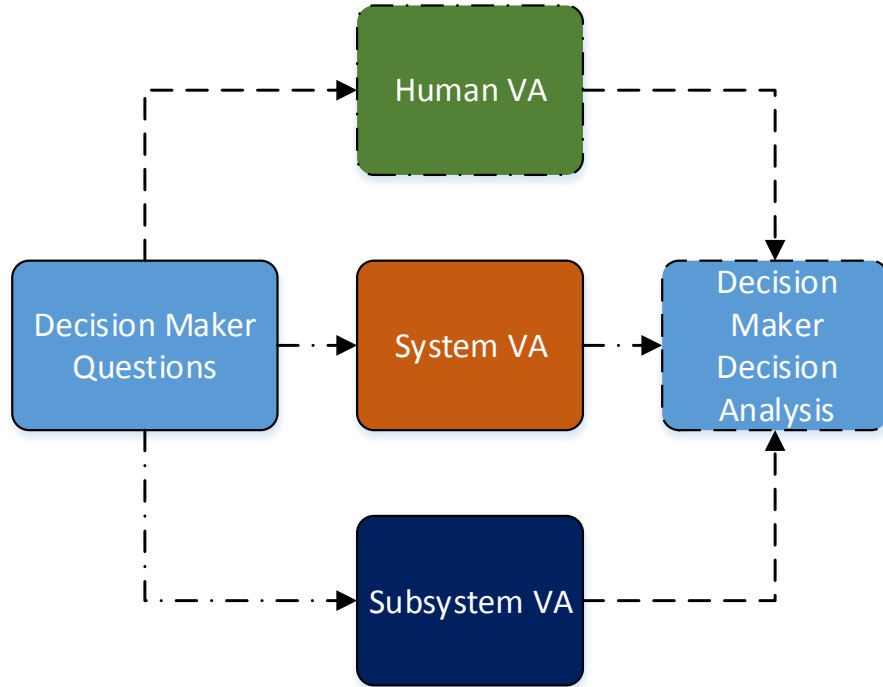 Human VA
Decision Maker
Questions
System VA
Decision
Maker
Decision
Analysis
Subsystem VA